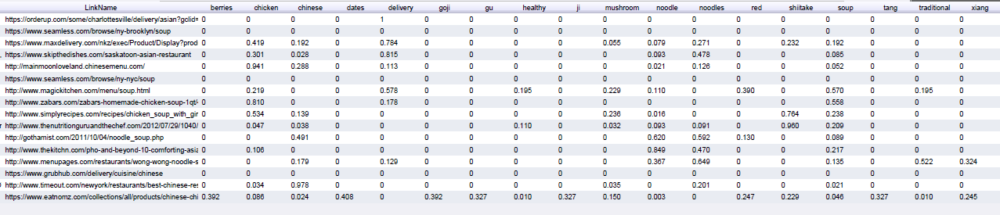 LinkName berries chicken chinese dates delivery goji gu healthy ji mushroom noodle noodles red shiitake soup tang traditional xiang
https://orderup.com/some/charlottesville/delivery/asian?gclid= 0 0 0 0 1 0 0 0 0 0 0 0 0 0 0 0 0 0
https://www.seamless.com/browse/ny-brooklyn/soup 0 0 0 0 0 0 0 0 0 0 0 0 0 0 0 0 0 0
https://www.maxdelivery.com/nkz/exec/Product/Display?prod 0 0.419 0.192 0 0.784 0 0 0 0 0.055 0.079 0.271 0 0.232 0.192 0 0 0
https://www.skipthedishes.com/saskatoon-asian-restaurant 0 0.301 0.028 0 0.815 0 0 0 0 0 0.093 0.478 0 0 0.085 0 0 0
http://mainmoonloveland.chinesemenu.com/ 0 0.941 0.288 0 0.113 0 0 0 0 0 0.021 0.126 0 0 0.052 0 0 0
https://www.seamless.com/browse/ny-nyc/soup 0 0 0 0 0 0 0 0 0 0 0 0 0 0 0 0 0 0
http://www.magickitchen.com/menu/soup.html 0 0.219 0 0 0.578 0 0 0.195 0 0.229 0.110 0 0.390 0 0.570 0 0.195 0
http://www.zabars.com/zabars-homemade-chicken-soup-1qt/ 0 0.810 0 0 0.178 0 0 0 0 0 0 0 0 0 0.558 0 0 0
http://www.simplyrecipes.com/recipes/chicken_soup_with_gir 0 0.534 0.139 0 0 0 0 0 0 0.236 0.016 0 0 0.764 0.238 0 0 0
http://www.thenutritionguruandthechef.com/2012/07/29/1040/ 0 0.047 0.038 0 0 0 0 0.110 0 0.032 0.093 0.091 0 0.960 0.209 0 0 0
http://gothamist.com/2011/10/04/noodle_soup.php 0 0 0.491 0 0 0 0 0 0 0 0.620 0.592 0.130 0 0.089 0 0 0
http://www.thekitchn.com/pho-and-beyond-10-comforting-asia 0 0.106 0 0 0 0 0 0 0 0 0.849 0.470 0 0 0.217 0 0 0
http://www.menupages.com/restaurants/wong-wong-noodle-s 0 0 0.179 0 0.129 0 0 0 0 0 0.367 0.649 0 0 0.135 0 0.522 0.324
https://www.grubhub.com/delivery/cuisine/chinese 0 0 0 0 0 0 0 0 0 0 0 0 0 0 0 0 0 0
http://www.timeout.com/newyork/restaurants/best-chinese-res 0 0.034 0.978 0 0 0 0 0 0 0.035 0 0.201 0 0 0.021 0 0 0
https://www.eatnomz.com/collections/all/products/chinese-chi 0.392 0.086 0.024 0.408 0 0.392 0.327 0.010 0.327 0.150 0.003 0 0.247 0.229 0.046 0.327 0.010 0.245